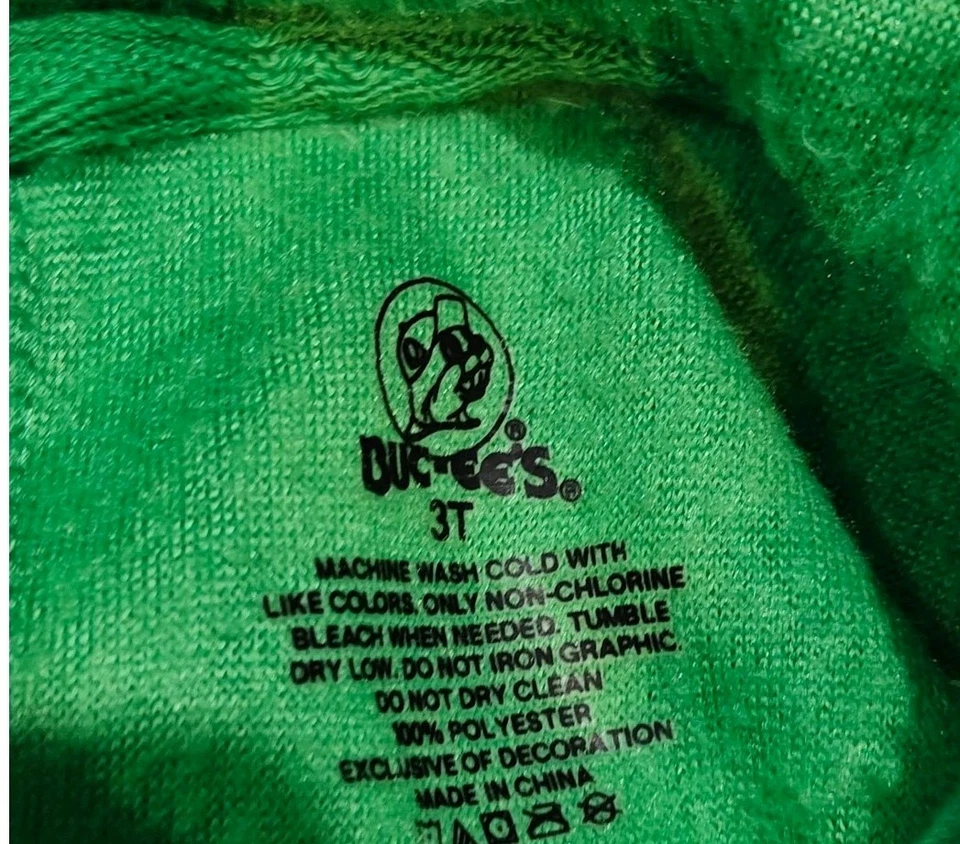 BUC-EE'S®
3T
MACHINE WASH COLD WITH
LIKE COLORS. ONLY NON-CHLORINE
BLEACH WHEN NEEDED. TUMBLE
DRY LOW. DO NOT IRON GRAPHIC.
DO NOT DRY CLEAN
100% POLYESTER
EXCLUSIVE OF DECORATION
MADE IN CHINA